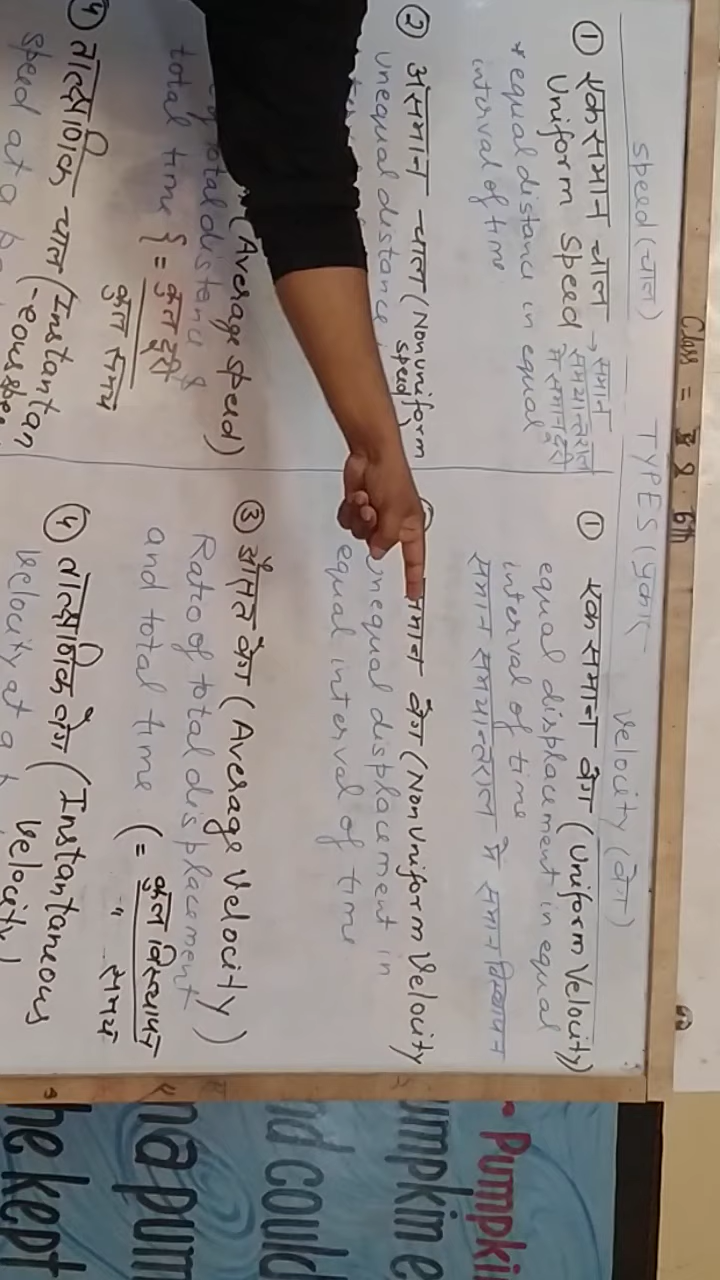 Class = 6th
TYPES (प्रकार
speed (चाल)
① एकसमान चाल → समान
Uniform Speed समयान्तराल
में समान दूरी
* equal distance in equal
interval of time
② असमान चाल (Non uniform
speed)
unequal distance
(Average speed)
total distance &
total time } = कुल दूरी
कुल समय
④ तात्क्षणिक चाल (Instantan
-eous
speed at a
velocity (वेग)
① एकसमान वेग (Uniform Velocity)
equal displacement in equal
interval of time
समान समयान्तराल में समान विस्थापन
मान वेग (Non Uniform Velocity
unequal displacement in
equal interval of time
③ औसत वेग (Average Velocity)
Ratio of total displacement
and total time (= कुल विस्थापन
" समय
④ तात्क्षणिक वेग (Instantaneous
Velocity)
velocity at a
Pumpki
umpkin e
nd could
na pum
he kept